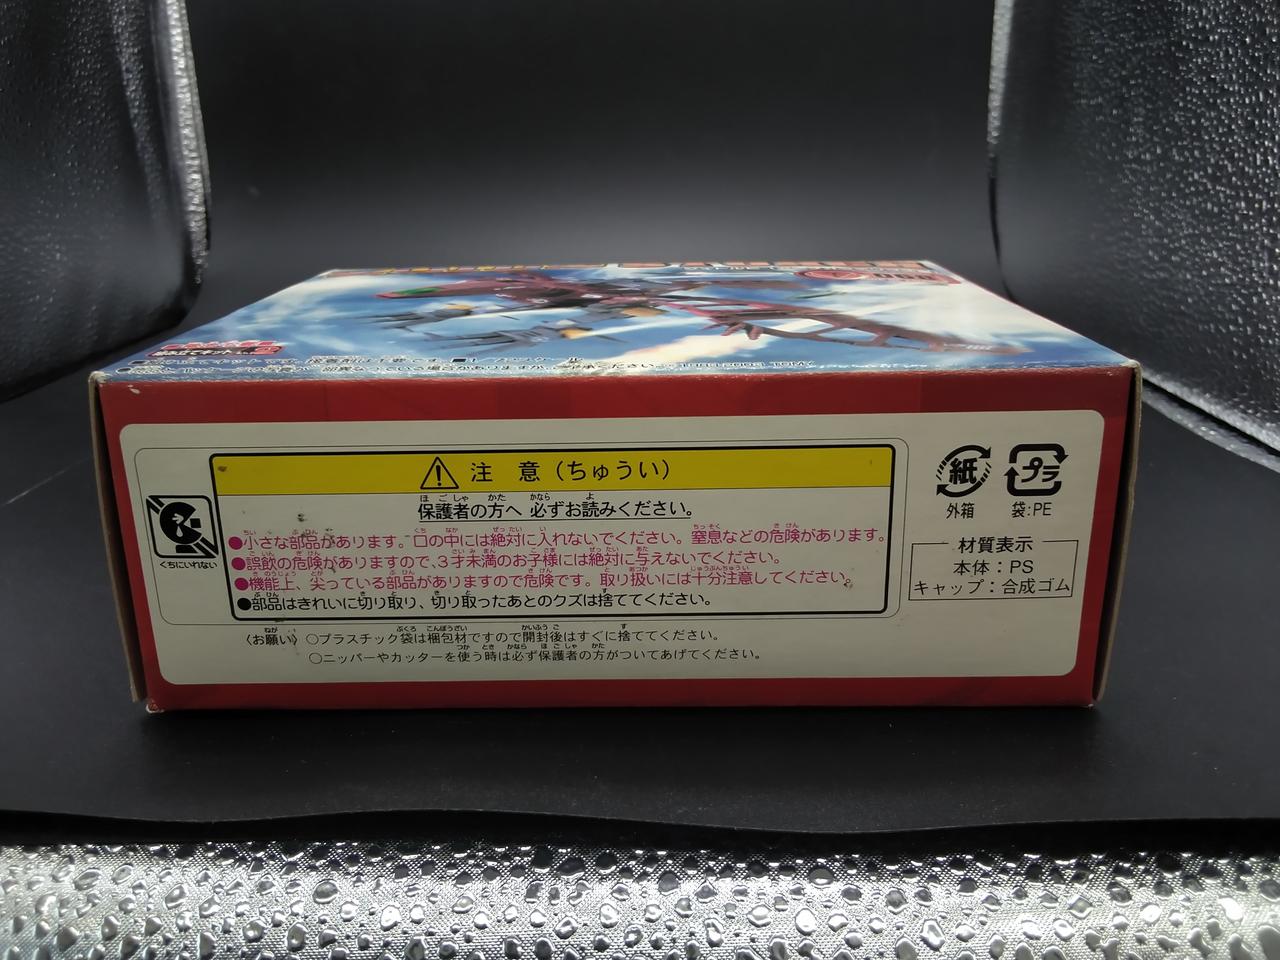 注 意（ちゅうい）
保護者の方へ 必ずお読みください。
●小さな部品があります。口の中には絶対に入れないでください。窒息などの危険があります。
●誤飲の危険がありますので、3才未満のお子様には絶対に与えないでください。
●機能上、尖っている部品がありますので危険です。取り扱いには十分注意してください。
●部品はきれいに切り取り、切り取ったあとのクズは捨ててください。
くちにいれない
〈お願い〉 ○プラスチック袋は梱包材ですので開封後はすぐに捨ててください。
○ニッパーやカッターを使う時は必ず保護者の方がついてあげてください。
紙
外箱
プラ
袋:PE
材質表示
本体：PS
キャップ：合成ゴム